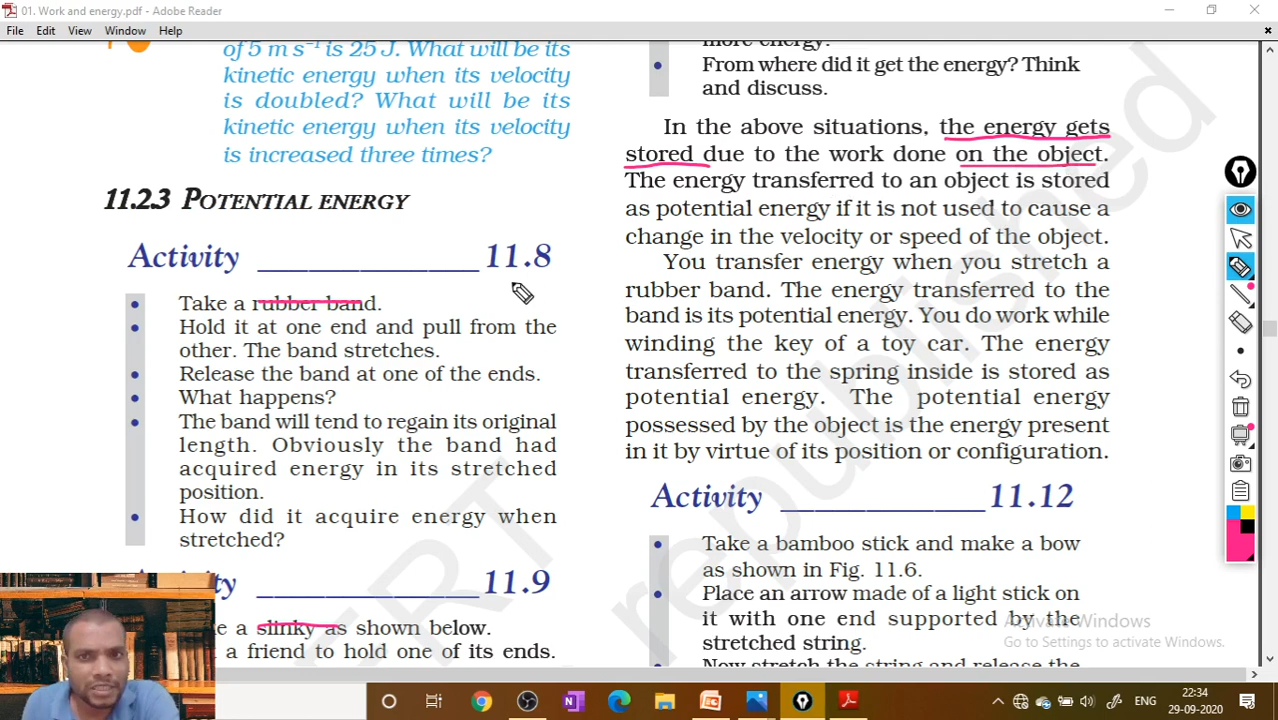 01. Work and energy.pdf - Adobe Reader
File Edit View Window Help
of 5 m s⁻¹ is 25 J. What will be its
kinetic energy when its velocity
is doubled? What will be its
kinetic energy when its velocity
is increased three times?
11.2.3 POTENTIAL ENERGY
Activity ______________ 11.8
• Take a rubber band.
• Hold it at one end and pull from the
other. The band stretches.
• Release the band at one of the ends.
• What happens?
• The band will tend to regain its original
length. Obviously the band had
acquired energy in its stretched
position.
• How did it acquire energy when
stretched?
ty ______________ 11.9
a slinky as shown below.
a friend to hold one of its ends.
more energy.
• From where did it get the energy? Think
and discuss.
In the above situations, the energy gets
stored due to the work done on the object.
The energy transferred to an object is stored
as potential energy if it is not used to cause a
change in the velocity or speed of the object.
You transfer energy when you stretch a
rubber band. The energy transferred to the
band is its potential energy. You do work while
winding the key of a toy car. The energy
transferred to the spring inside is stored as
potential energy. The potential energy
possessed by the object is the energy present
in it by virtue of its position or configuration.
Activity ______________ 11.12
• Take a bamboo stick and make a bow
as shown in Fig. 11.6.
• Place an arrow made of a light stick on
it with one end supported by the
stretched string.
• Now stretch the string and release the
republished
Activate Windows
Go to Settings to activate Windows.
ENG
22:34
29-09-2020